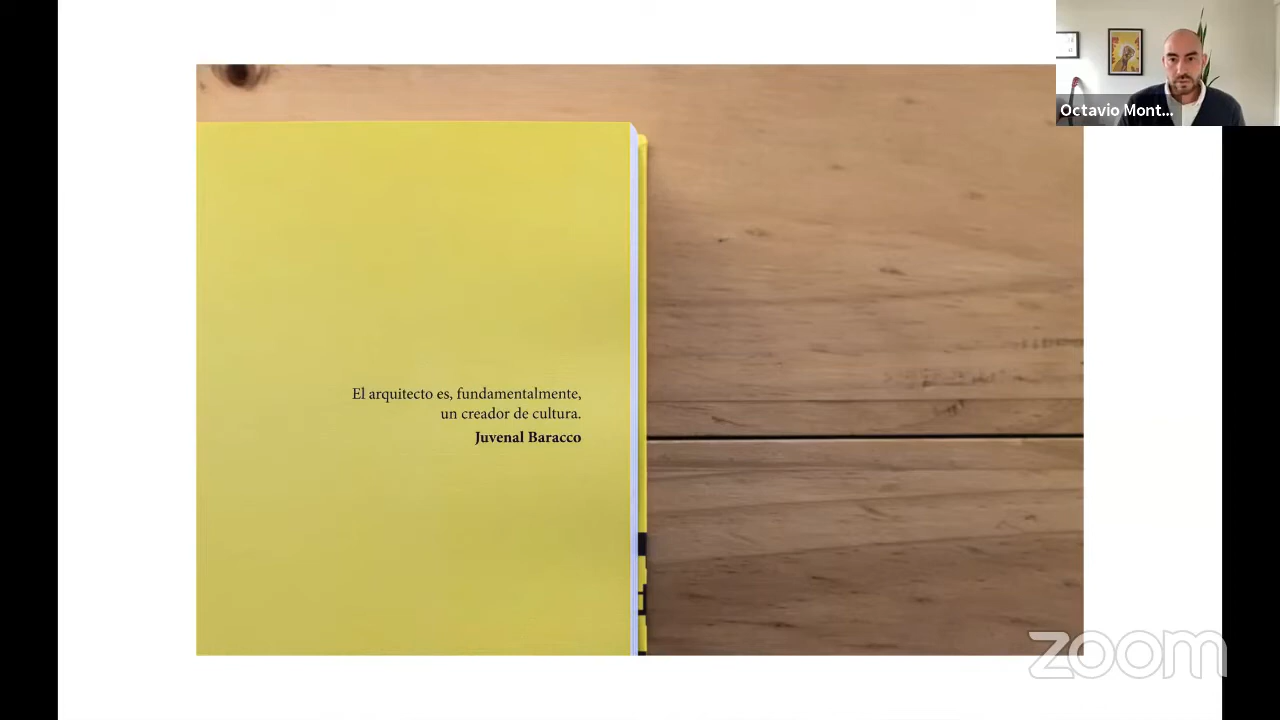 El arquitecto es, fundamentalmente,
un creador de cultura.
Juvenal Baracco
Octavio Mont...
zoom